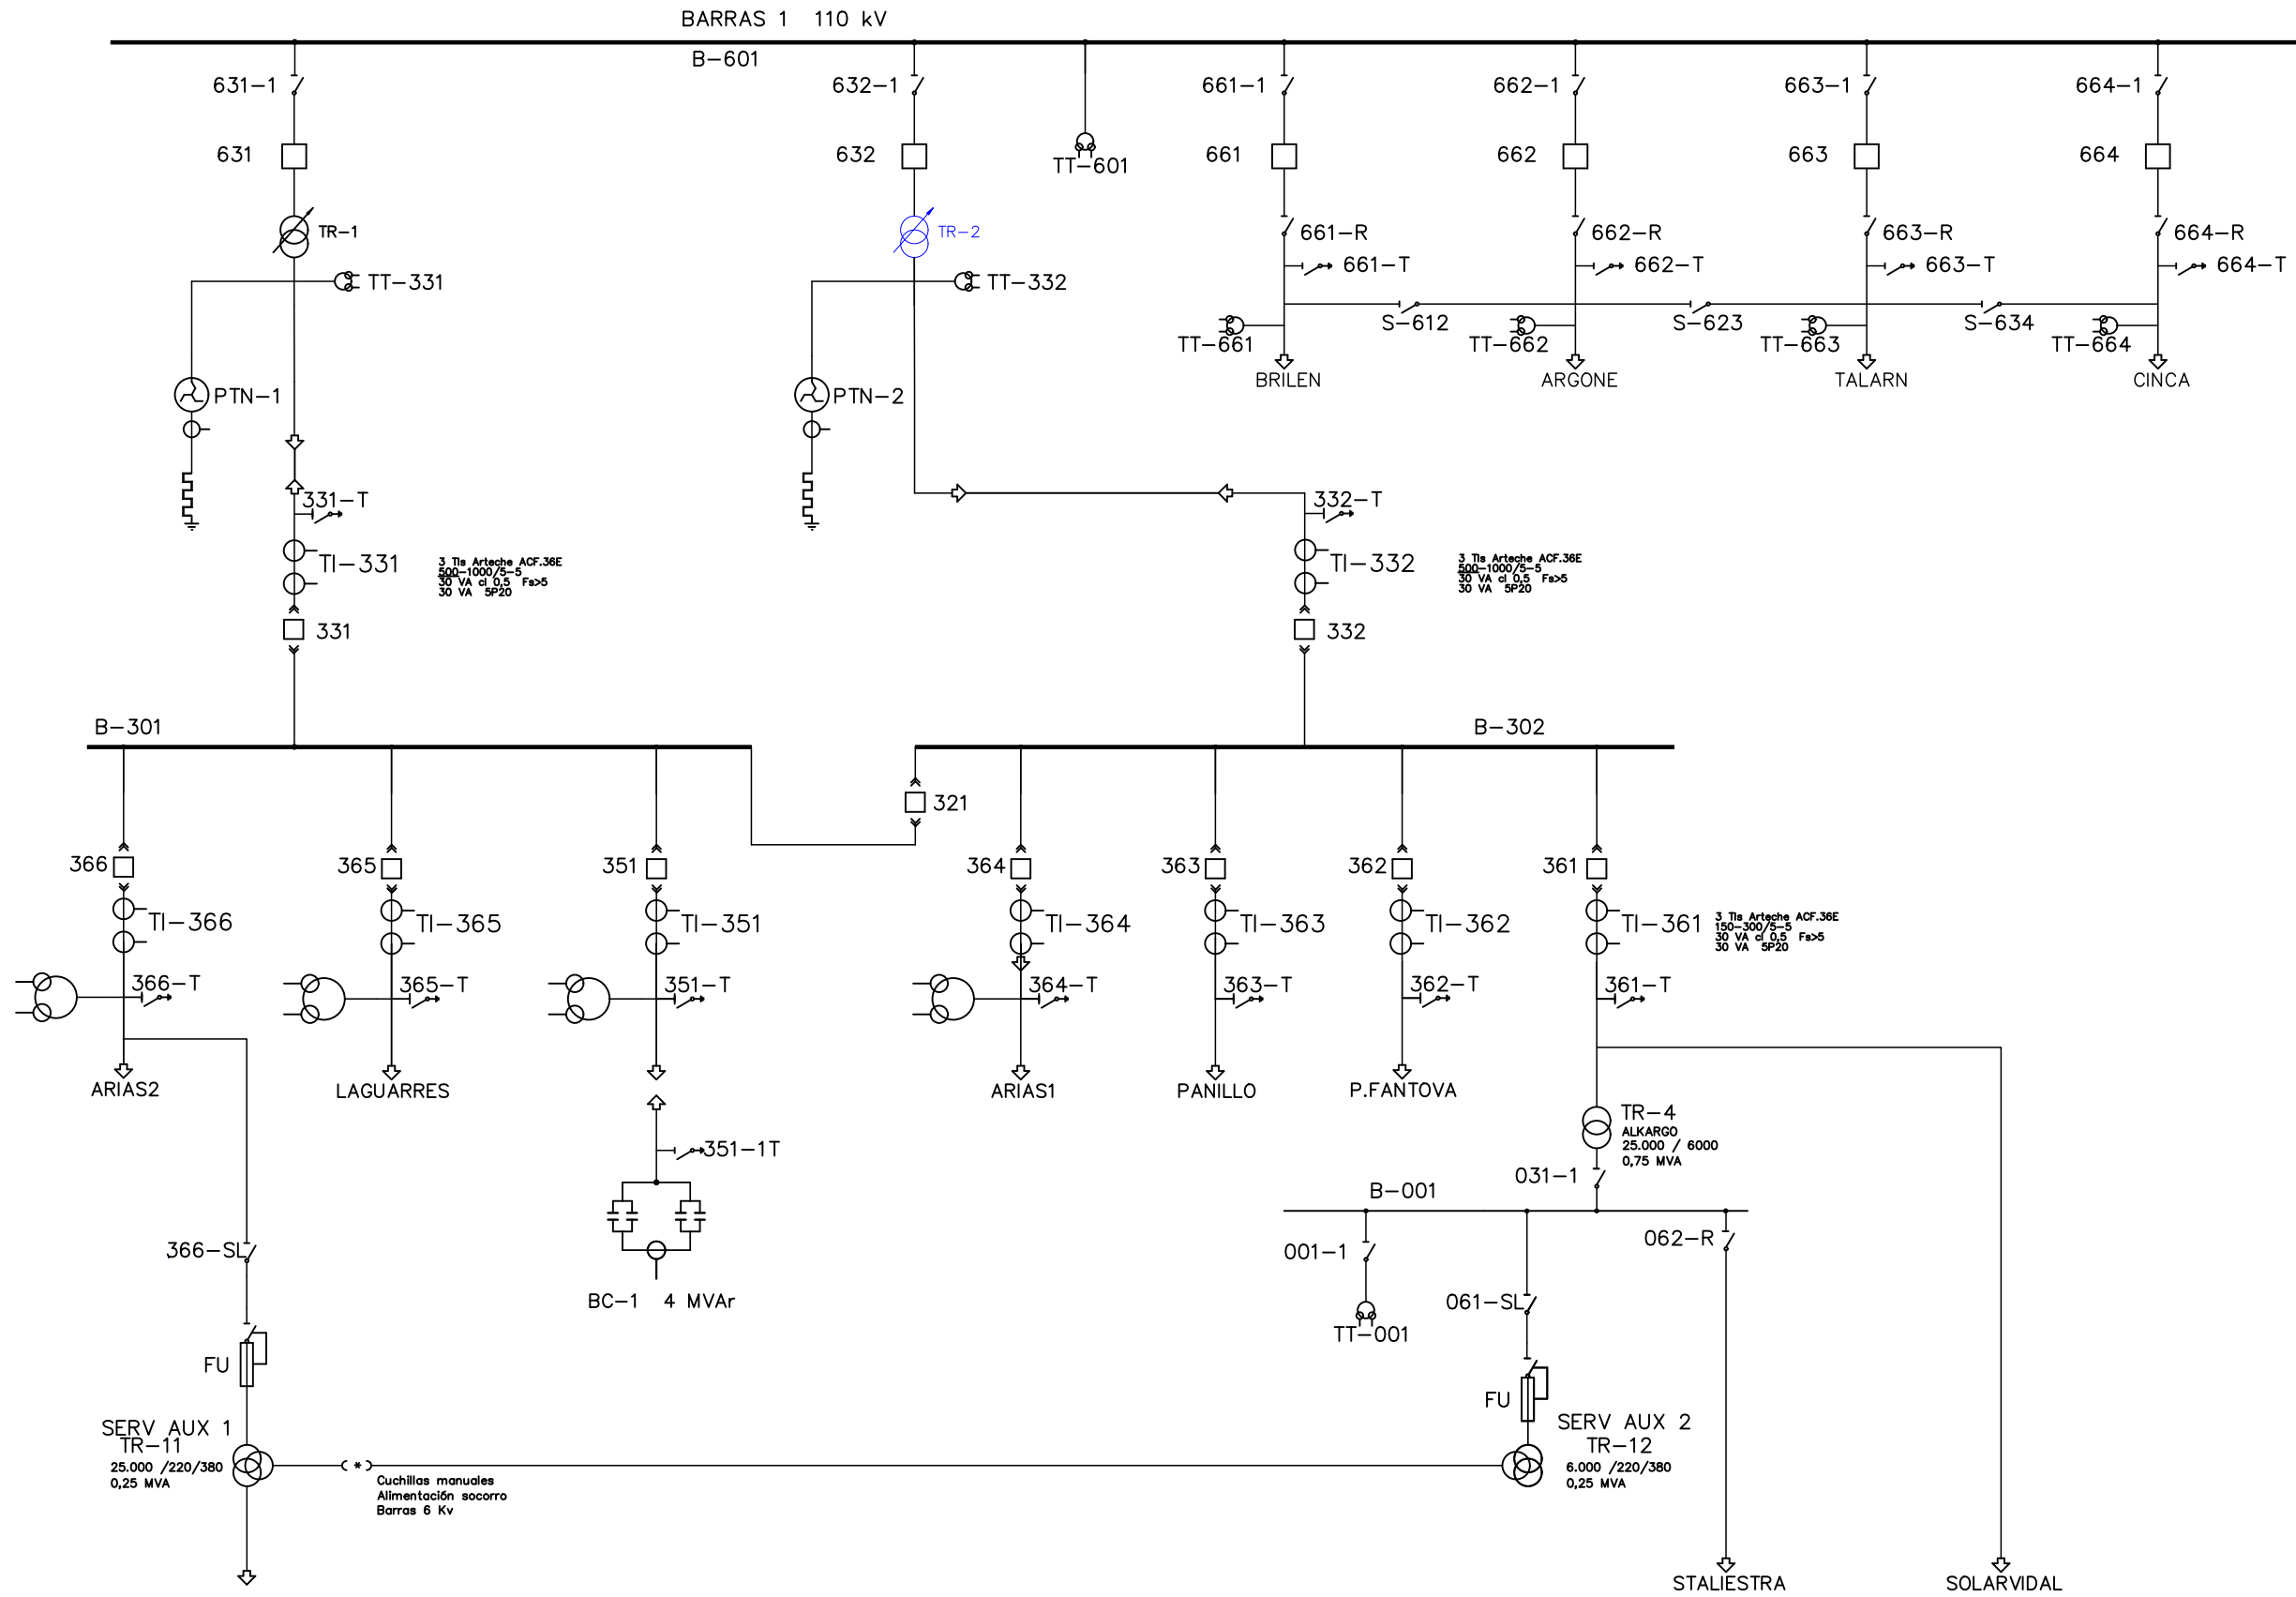 BARRAS 1 110 kV
B-601
631-1
632-1
661-1
662-1
663-1
664-1
631
632
TT-601
661
662
663
664
TR-1
TR-2
661-R
662-R
663-R
664-R
661-T
662-T
663-T
664-T
TT-331
TT-332
S-612
S-623
S-634
TT-661
TT-662
TT-663
TT-664
BRILEN
ARGONE
TALARN
CINCA
PTN-1
PTN-2
331-T
332-T
TI-331
3 TIs Arteche ACF.36E
500-1000/5-5
30 VA cl 0,5 Fs>5
30 VA 5P20
TI-332
3 TIs Arteche ACF.36E
500-1000/5-5
30 VA cl 0,5 Fs>5
30 VA 5P20
331
332
B-301
B-302
321
366
365
351
364
363
362
361
TI-366
TI-365
TI-351
TI-364
TI-363
TI-362
TI-361
3 TIs Arteche ACF.36E
150-300/5-5
30 VA cl 0,5 Fs>5
30 VA 5P20
366-T
365-T
351-T
364-T
363-T
362-T
361-T
ARIAS2
LAGUARRES
ARIAS1
PANILLO
P.FANTOVA
TR-4
ALKARGO
25.000 / 6000
0,75 MVA
351-1T
031-1
B-001
366-SL
001-1
062-R
BC-1 4 MVAr
061-SL
TT-001
FU
FU
SERV AUX 1
TR-11
25.000 /220/380
0,25 MVA
SERV AUX 2
TR-12
6.000 /220/380
0,25 MVA
*
Cuchillas manuales
Alimentación socorro
Barras 6 Kv
STALIESTRA
SOLARVIDAL